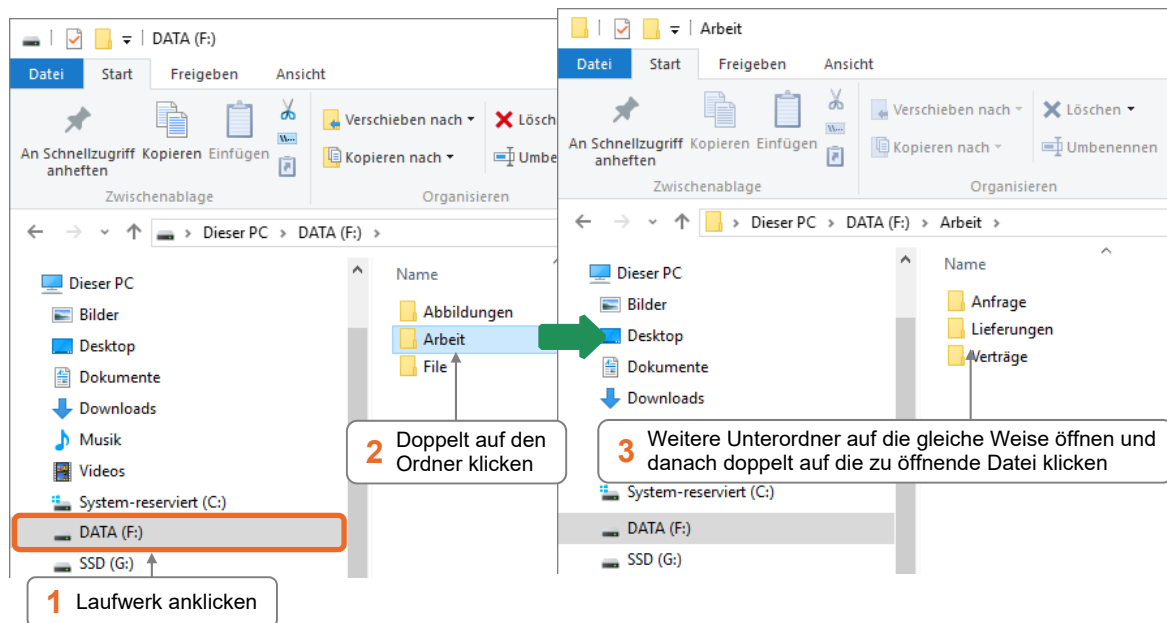 DATA (F:)
Datei Start Freigeben Ansicht
An Schnellzugriff anheften
Kopieren
Einfügen
W...
Verschieben nach
Kopieren nach
Lösch
Umbe
Zwischenablage
Organisieren
Dieser PC > DATA (F:) >
Dieser PC
Bilder
Desktop
Dokumente
Downloads
Musik
Videos
System-reserviert (C:)
DATA (F:)
SSD (G:)
Name
Abbildungen
Arbeit
File
2 Doppelt auf den
Ordner klicken
1 Laufwerk anklicken
Arbeit
Datei Start Freigeben Ansicht
An Schnellzugriff anheften
Kopieren
Einfügen
W...
Verschieben nach
Kopieren nach
Löschen
Umbenennen
Zwischenablage
Organisieren
> Dieser PC > DATA (F:) > Arbeit >
Dieser PC
Bilder
Desktop
Dokumente
Downloads
System-reserviert (C:)
DATA (F:)
SSD (G:)
Name
Anfrage
Lieferungen
Verträge
3 Weitere Unterordner auf die gleiche Weise öffnen und
danach doppelt auf die zu öffnende Datei klicken